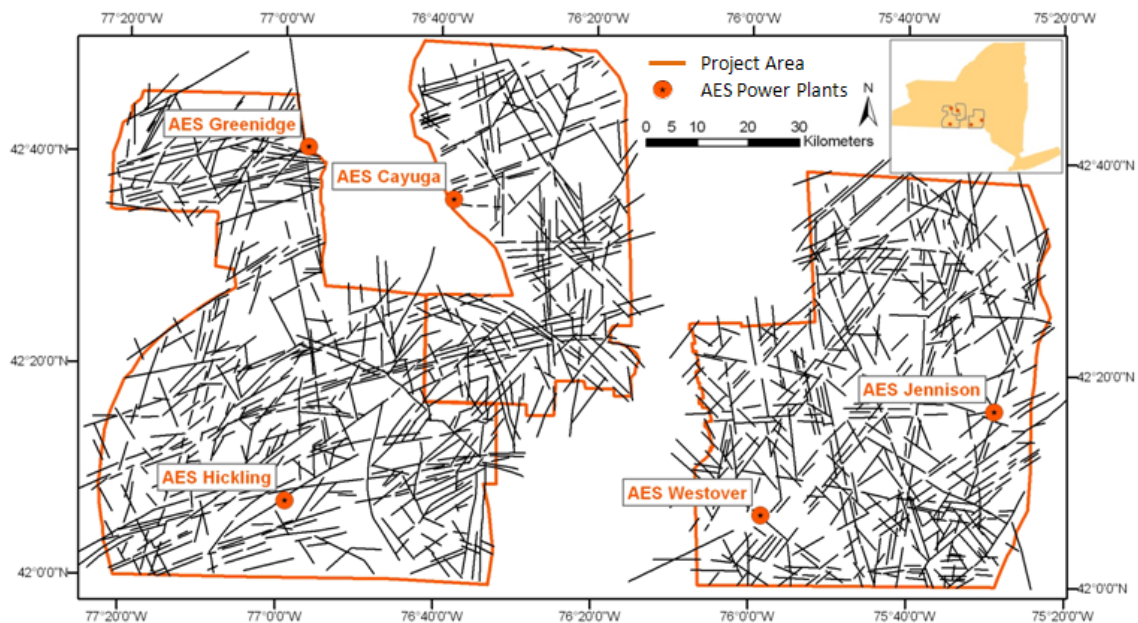 77°20'0"W 77°0'0"W 76°40'0"W 76°20'0"W 76°0'0"W 75°40'0"W 75°20'0"W
Project Area
AES Power Plants
N
0 5 10 20 30
Kilometers
AES Greenidge
42°40'0"N
42°40'0"N
AES Cayuga
42°20'0"N
42°20'0"N
AES Jennison
AES Hickling
AES Westover
42°0'0"N
42°0'0"N
77°20'0"W 77°0'0"W 76°40'0"W 76°20'0"W 76°0'0"W 75°40'0"W 75°20'0"W